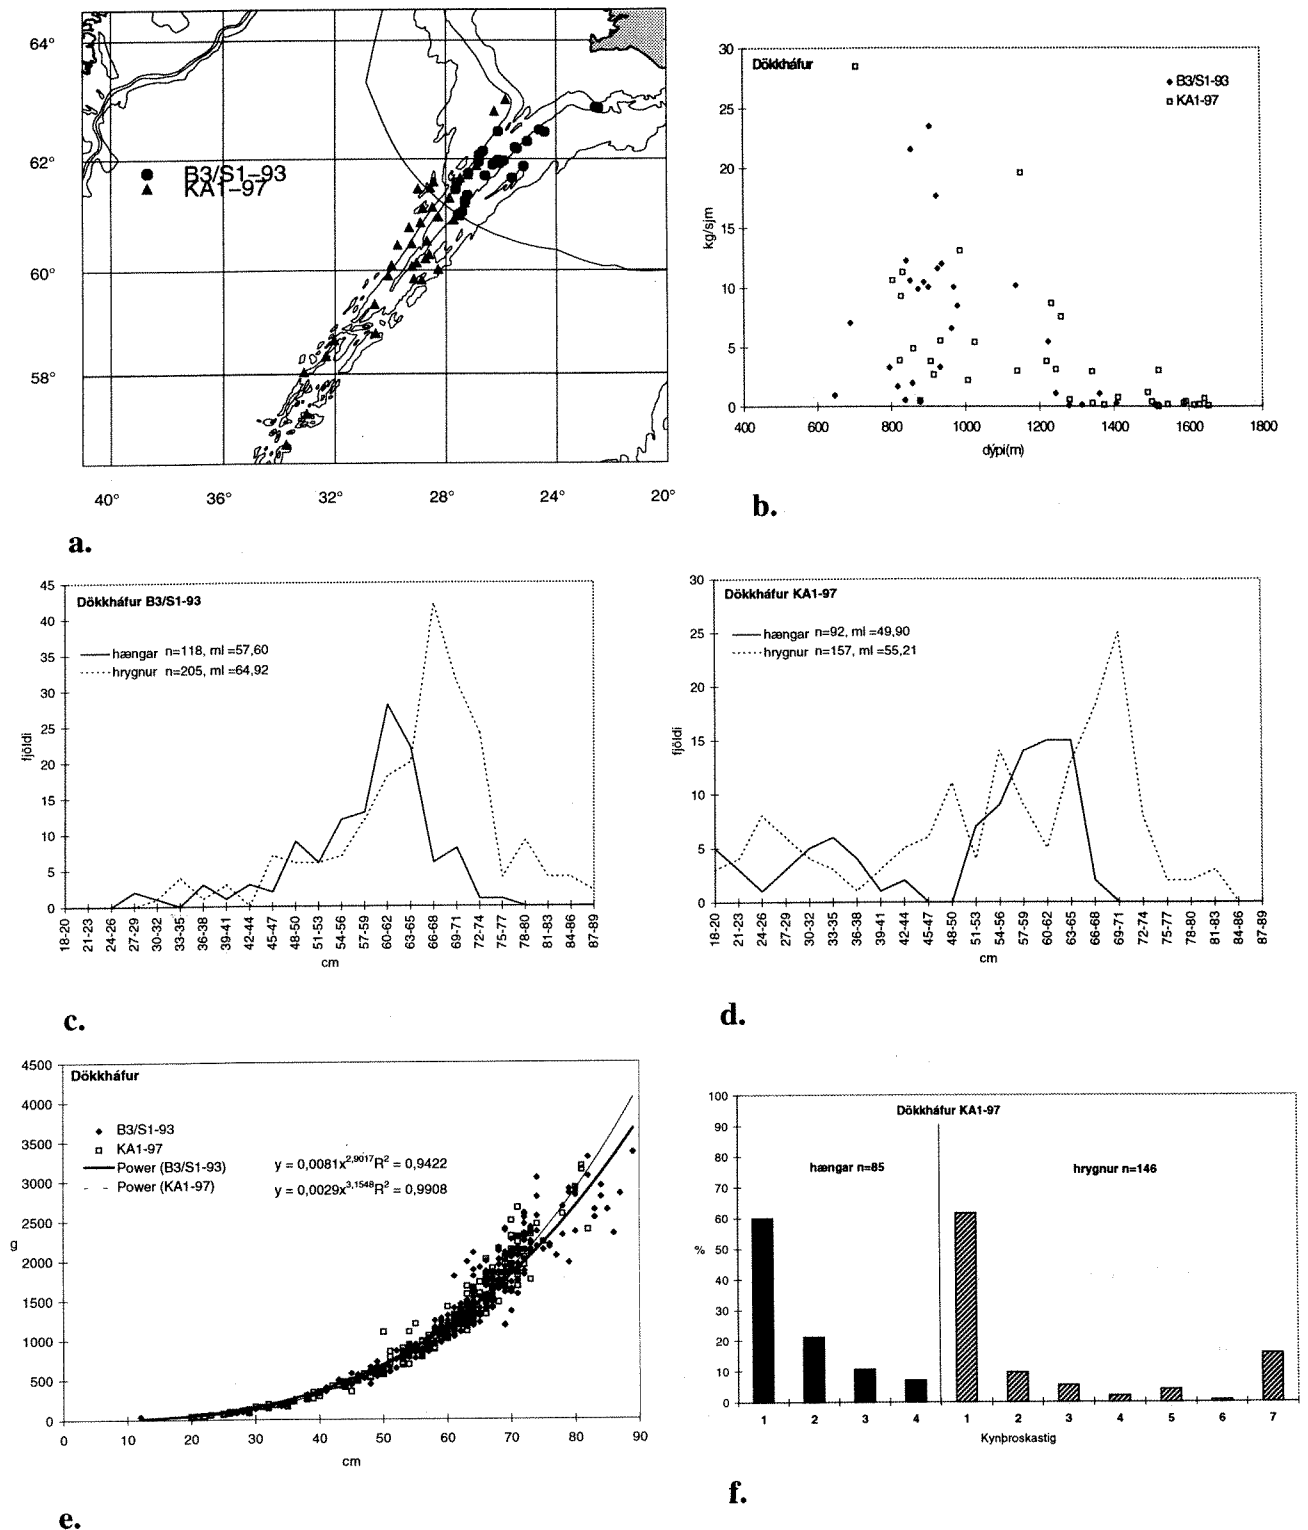 64°
62°
60°
58°
B3/S1–93
KA1–97
40° 36° 32° 28° 24° 20°
a.
30
25
20
15
10
5
0
kg/sjm
Dökkháfur
B3/S1-93
KA1-97
400 600 800 1000 1200 1400 1600 1800
dýpi(m)
b.
45
40
35
30
25
20
15
10
5
0
fjöldi
Dökkháfur B3/S1-93
hængar n=118, ml =57,60
hrygnur n=205, ml =64,92
18-20 21-23 24-26 27-29 30-32 33-35 36-38 39-41 42-44 45-47 48-50 51-53 54-56 57-59 60-62 63-65 66-68 69-71 72-74 75-77 78-80 81-83 84-86 87-89
cm
c.
30
25
20
15
10
5
0
fjöldi
Dökkháfur KA1-97
hængar n=92, ml =49,90
hrygnur n=157, ml =55,21
18-20 21-23 24-26 27-29 30-32 33-35 36-38 39-41 42-44 45-47 48-50 51-53 54-56 57-59 60-62 63-65 66-68 69-71 72-74 75-77 78-80 81-83 84-86 87-89
cm
d.
4500
4000
3500
3000
2500
2000
1500
1000
500
0
g
Dökkháfur
B3/S1-93
KA1-97
Power (B3/S1-93) y = 0,0081x^2,9017 R² = 0,9422
Power (KA1-97) y = 0,0029x^3,1548 R² = 0,9908
0 10 20 30 40 50 60 70 80 90
cm
e.
100
90
80
70
60
50
40
30
20
10
0
%
Dökkháfur KA1-97
hængar n=85 hrygnur n=146
1 2 3 4 1 2 3 4 5 6 7
Kynþroskastig
f.